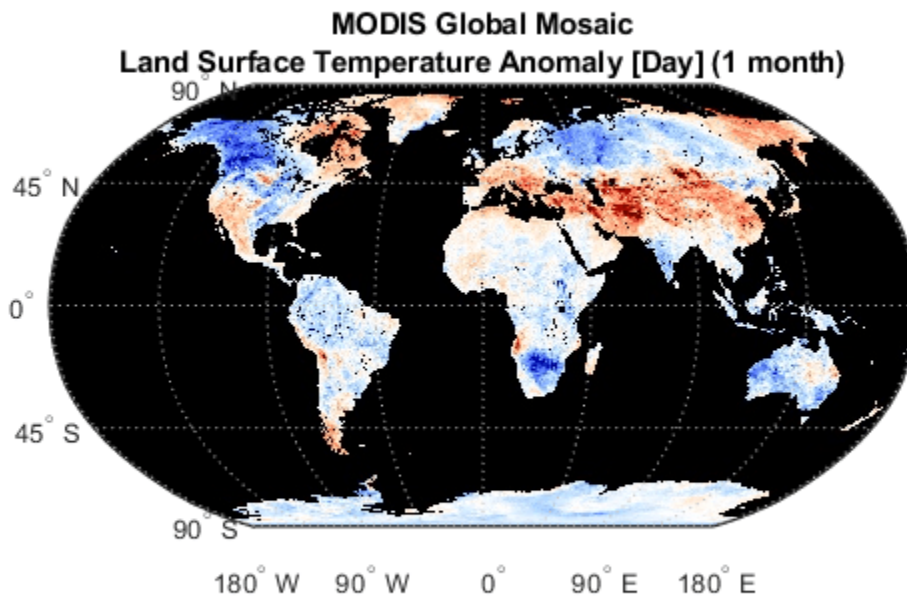 MODIS Global Mosaic
Land Surface Temperature Anomaly [Day] (1 month)
90° N
45° N
0°
45° S
90° S
180° W 90° W 0° 90° E 180° E